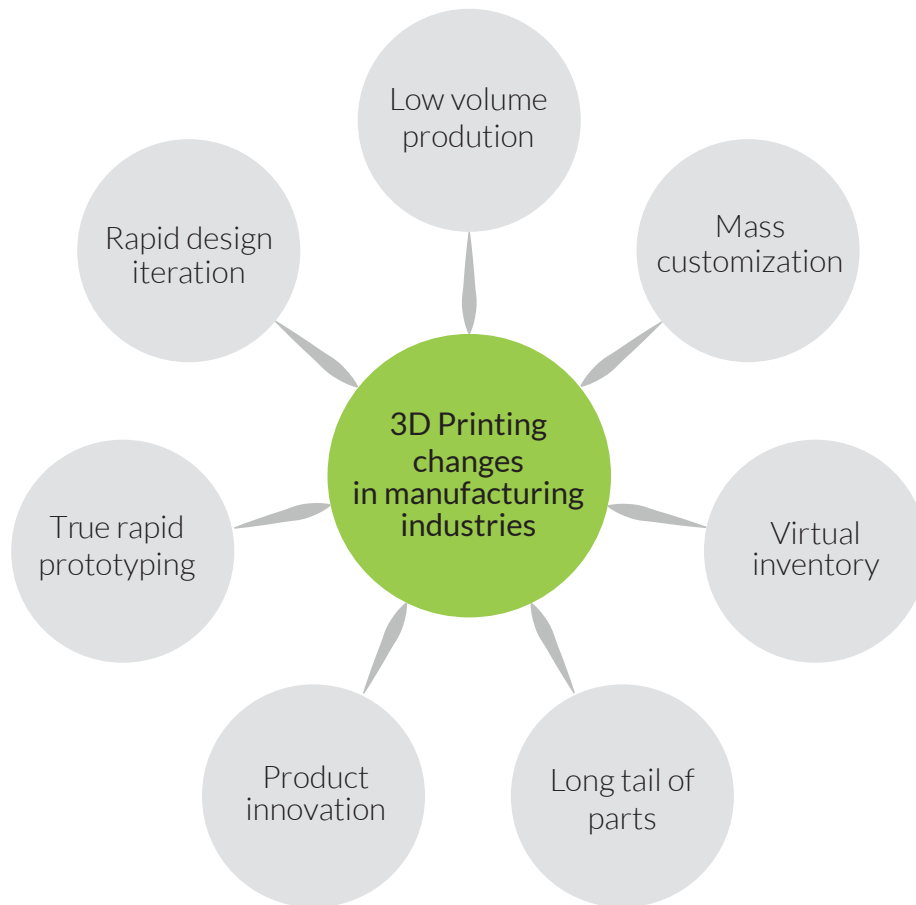 Low volume
prodution
Rapid design
iteration
Mass
customization
3D Printing
changes
in manufacturing
industries
True rapid
prototyping
Virtual
inventory
Product
innovation
Long tail of
parts